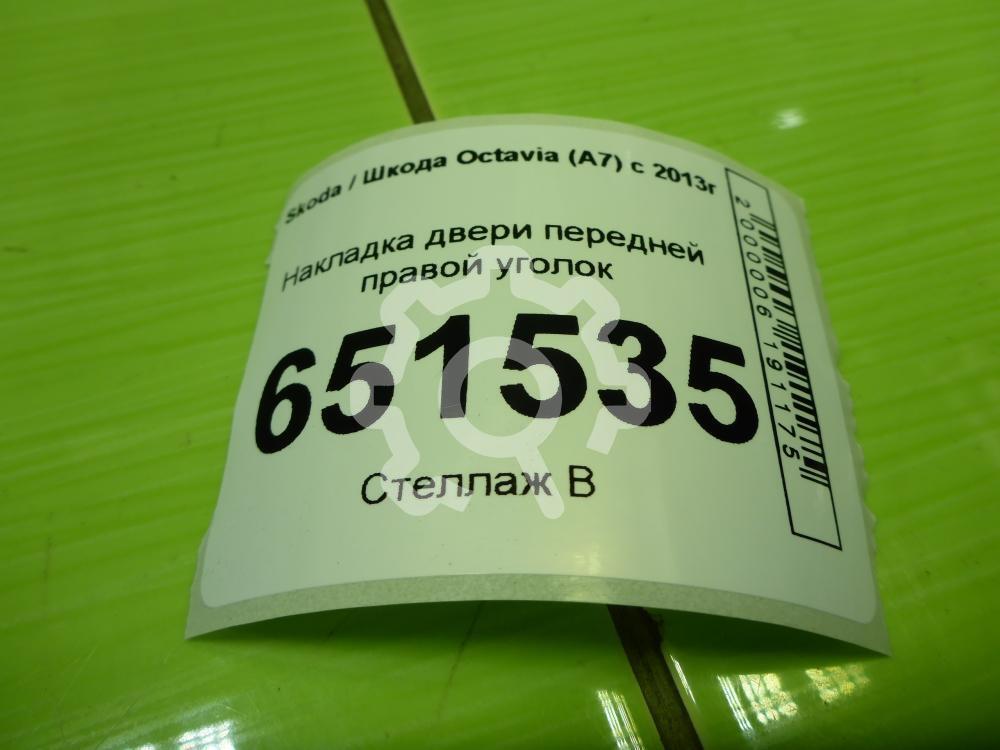 Skoda / Шкода Octavia (A7) с 2013г
Накладка двери передней
правой уголок
651535
Стеллаж В
2000006191175